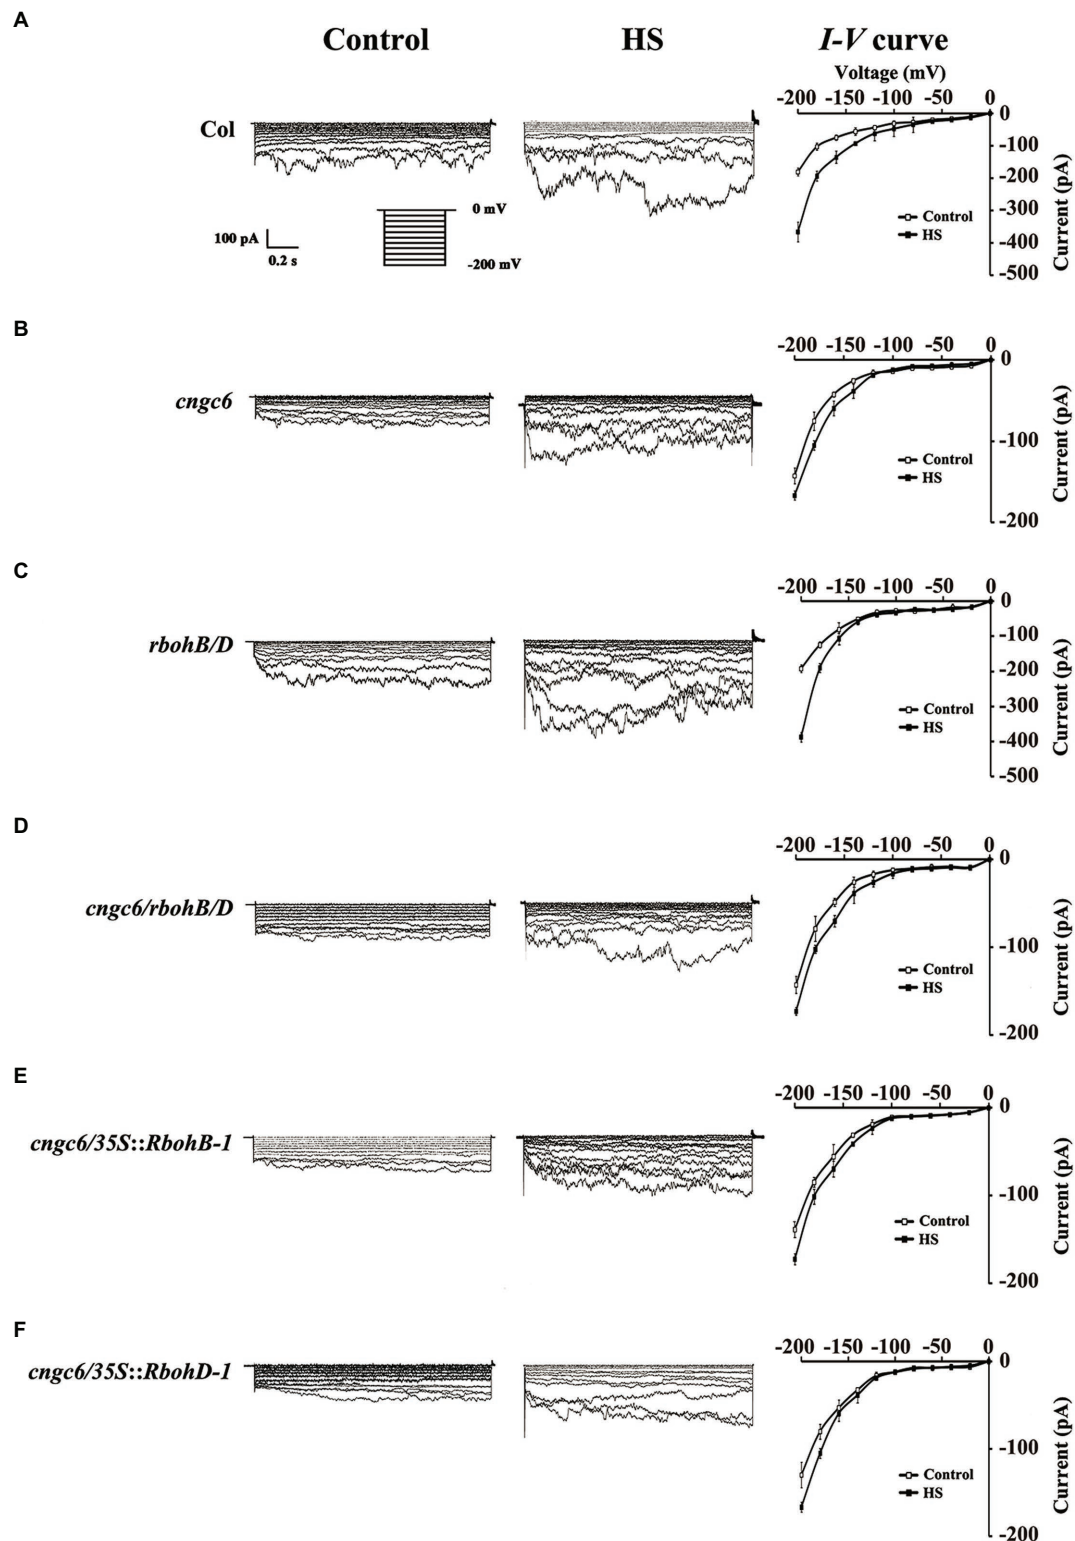 A
Control HS I-V curve
Voltage (mV)
-200 -150 -100 -50 0
Col
0
-100
-200
-300
-400
-500
Current (pA)
Control
HS
100 pA
0.2 s
0 mV
-200 mV
B
-200 -150 -100 -50 0
cngc6
0
-100
-200
Current (pA)
Control
HS
C
-200 -150 -100 -50 0
rbohB/D
0
-100
-200
-300
-400
-500
Current (pA)
Control
HS
D
-200 -150 -100 -50 0
cngc6/rbohB/D
0
-100
-200
Current (pA)
Control
HS
E
-200 -150 -100 -50 0
cngc6/35S::RbohB-1
0
-100
-200
Current (pA)
Control
HS
F
-200 -150 -100 -50 0
cngc6/35S::RbohD-1
0
-100
-200
Current (pA)
Control
HS